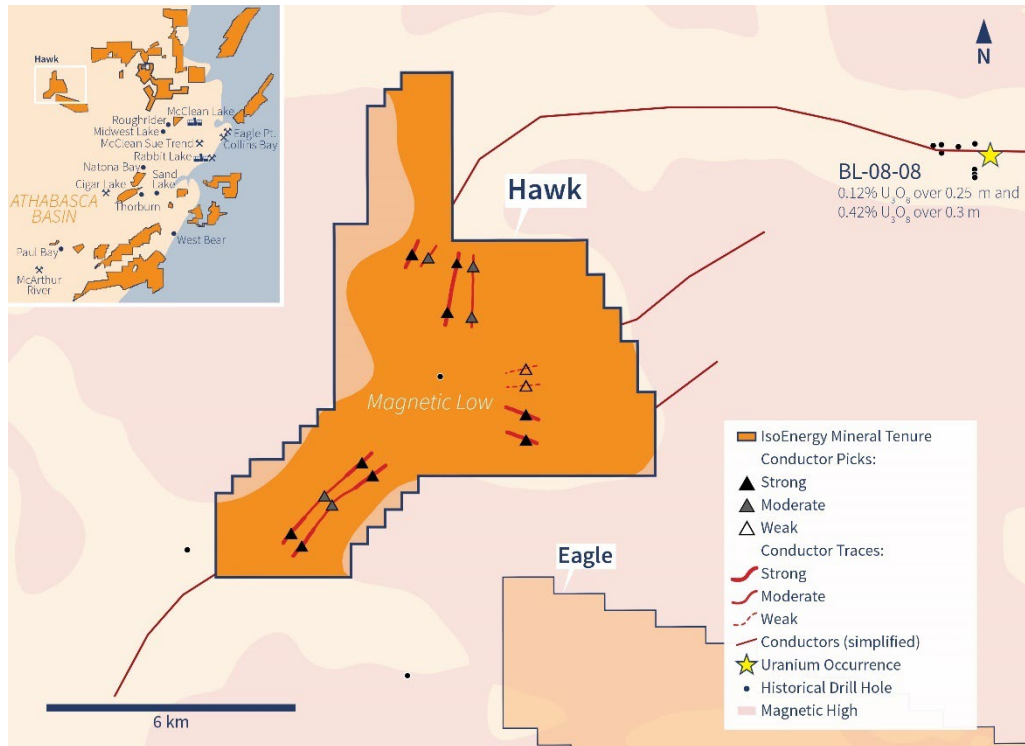 Hawk
McClean Lake
Roughrider
Midwest Lake
McClean Sue Trend
Eagle Pt.
Collins Bay
Rabbit Lake
Natona Bay
Sand
Lake
Cigar Lake
Thorburn
ATHABASCA
BASIN
West Bear
Paul Bay
McArthur
River
N
Hawk
BL-08-08
0.12% U3O8 over 0.25 m and
0.42% U3O8 over 0.3 m
Magnetic Low
Eagle
6 km
IsoEnergy Mineral Tenure
Conductor Picks:
Strong
Moderate
Weak
Conductor Traces:
Strong
Moderate
Weak
Conductors (simplified)
Uranium Occurrence
Historical Drill Hole
Magnetic High